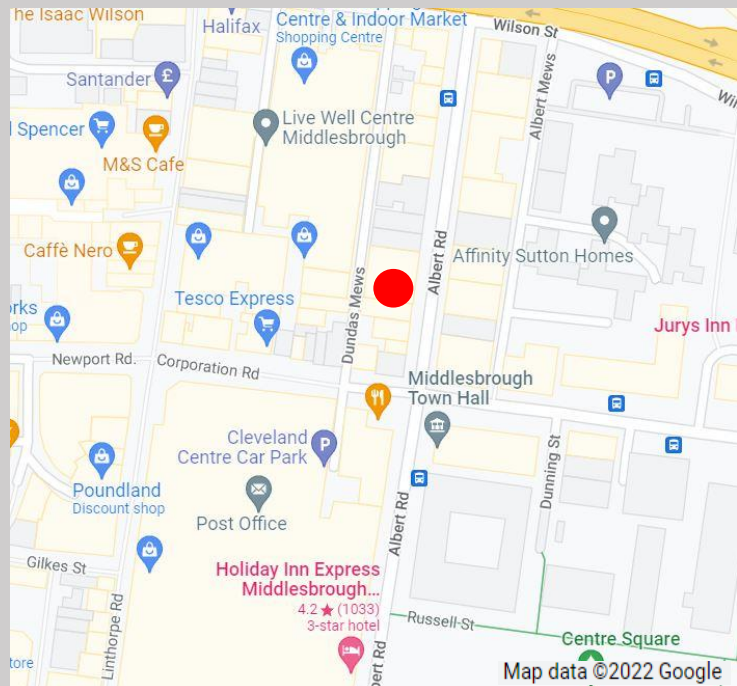 he Isaac Wilson
Halifax
Centre & Indoor Market
Shopping Centre
Wilson St
Santander
£
P
Albert Mews
Wil
l Spencer
Live Well Centre
Middlesbrough
M&S Cafe
Caffè Nero
Albert Rd
Affinity Sutton Homes
Tesco Express
Dundas Mews
orks
op
Jurys Inn
Newport Rd.
Corporation Rd
Middlesbrough
Town Hall
Cleveland
Centre Car Park
P
Dunning St
Poundland
Discount shop
Post Office
Albert Rd
Gilkes St
Holiday Inn Express
Middlesbrough...
4.2 ★ (1033)
3-star hotel
Linthorpe Rd
Russell St
Centre Square
tore
bert Rd
Map data ©2022 Google